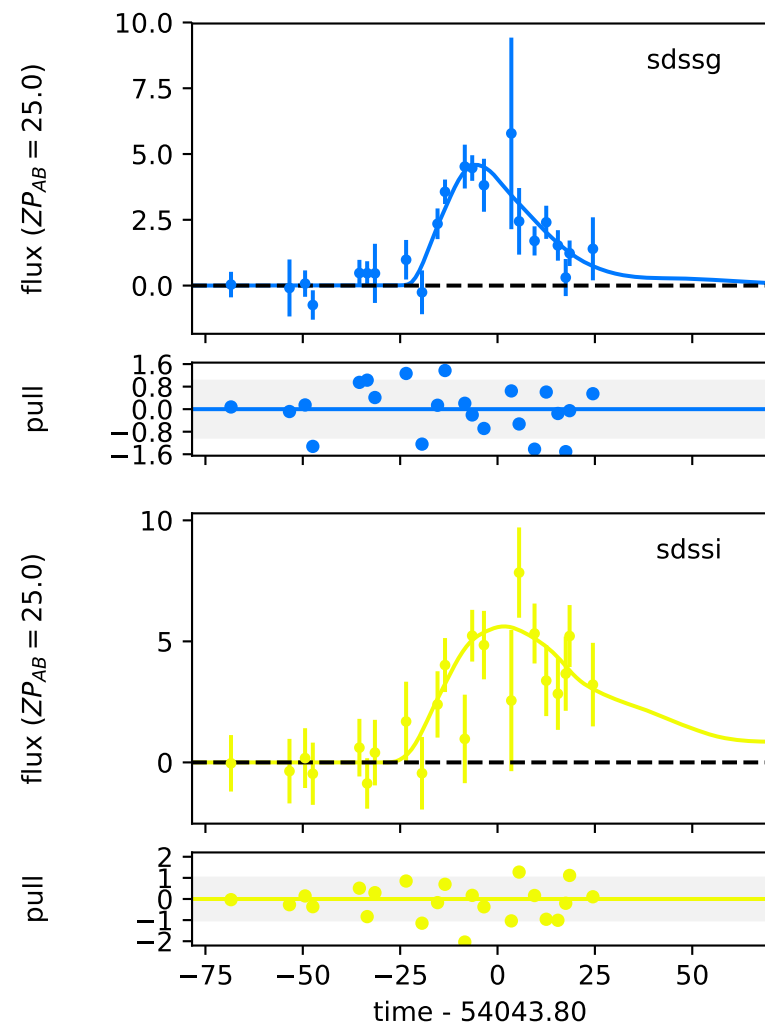 10.0
7.5
5.0
2.5
0.0
flux (ZP_AB = 25.0)
sdssg
1.6
0.8
0.0
−0.8
−1.6
pull
10
5
0
flux (ZP_AB = 25.0)
sdssi
2
1
0
−1
−2
pull
−75 −50 −25 0 25 50
time - 54043.80